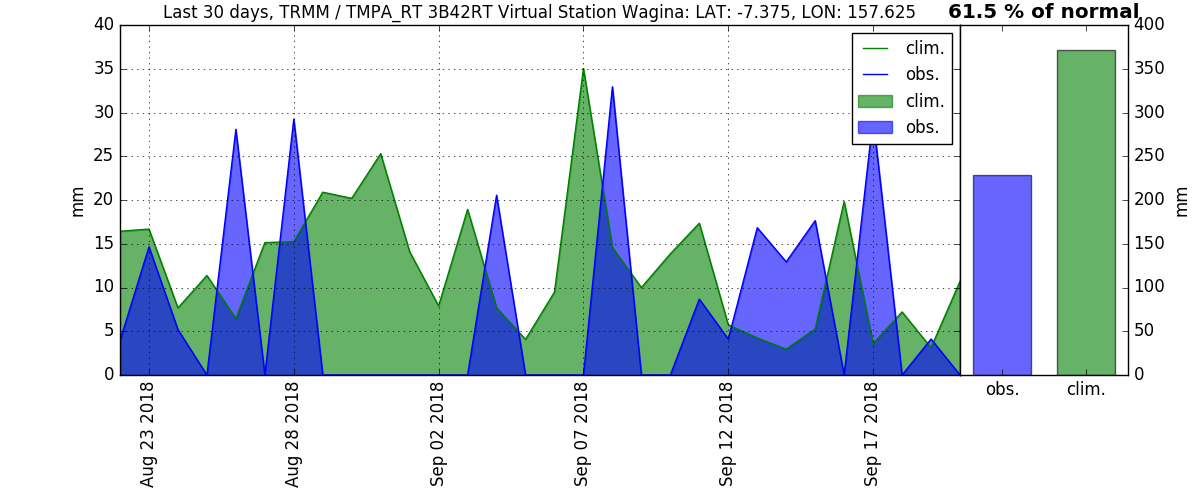 Last 30 days, TRMM / TMPA_RT 3B42RT Virtual Station Wagina: LAT: -7.375, LON: 157.625
61.5 % of normal
40
35
30
25
20
15
10
5
0
mm
clim.
obs.
clim.
obs.
400
350
300
250
200
150
100
50
0
mm
obs.
clim.
Aug 23 2018
Aug 28 2018
Sep 02 2018
Sep 07 2018
Sep 12 2018
Sep 17 2018